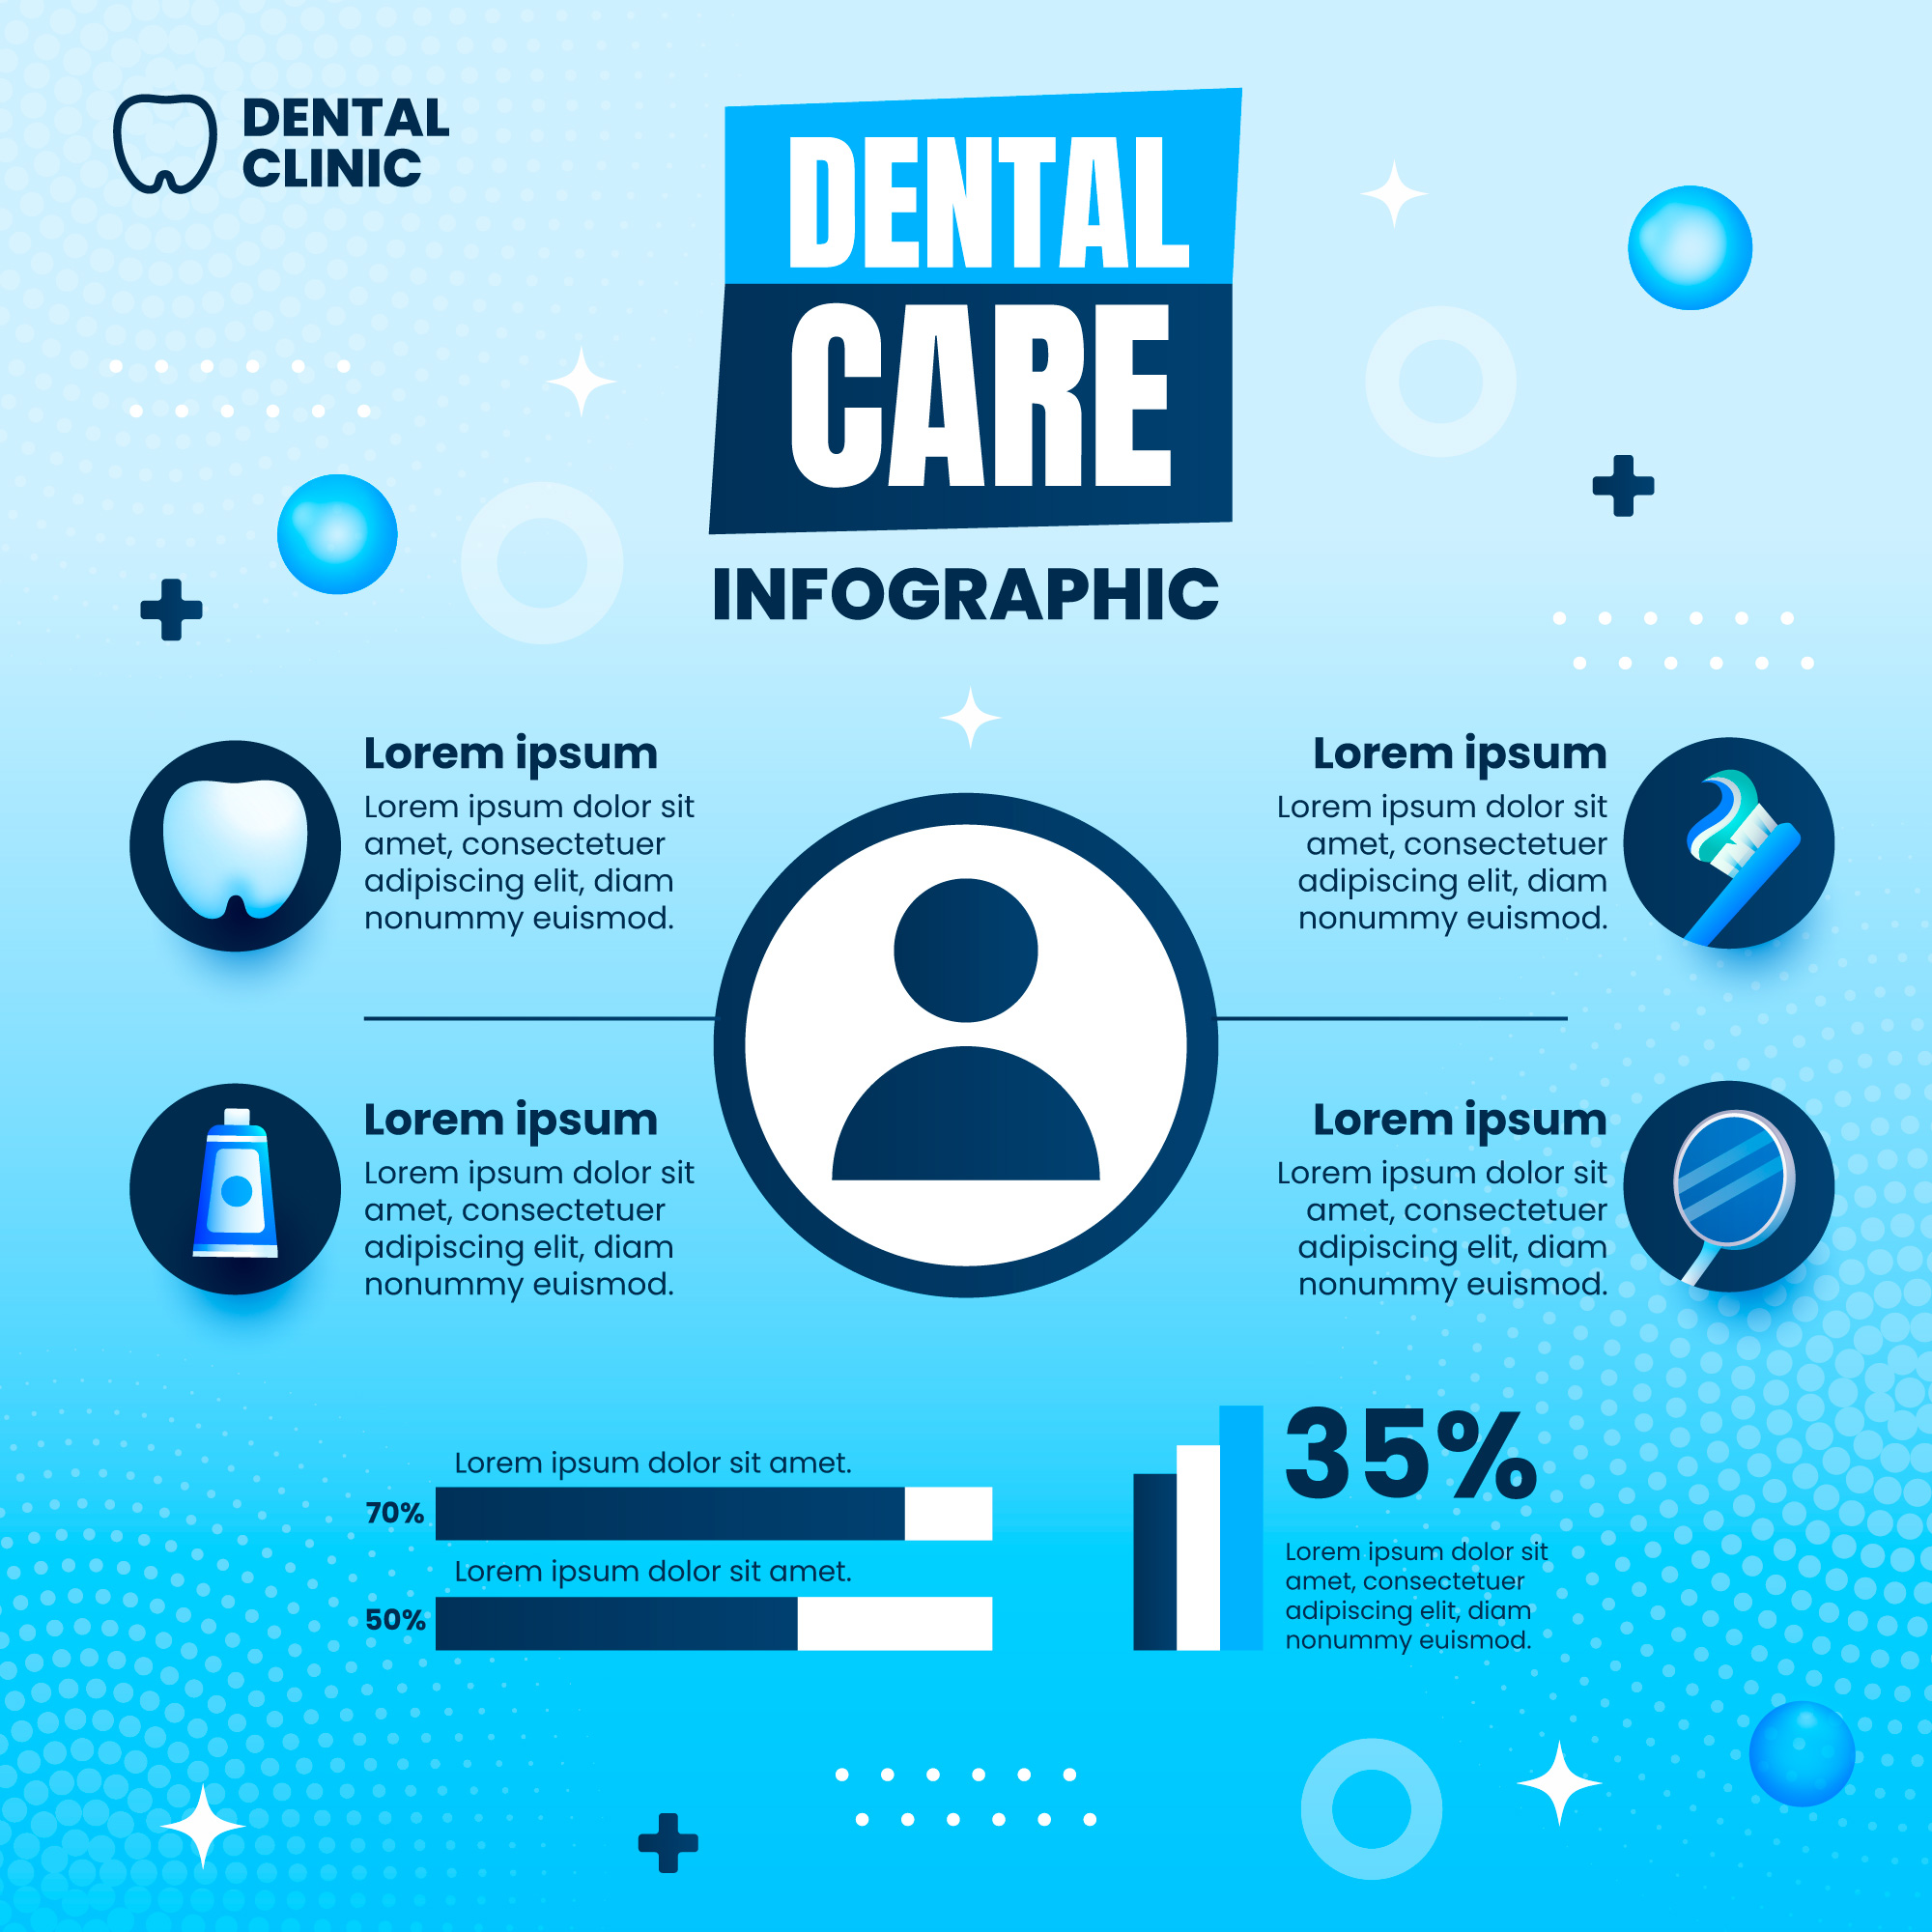 DENTAL
CLINIC
DENTAL
CARE
INFOGRAPHIC
Lorem ipsum
Lorem ipsum dolor sit
amet, consectetuer
adipiscing elit, diam
nonummy euismod.
Lorem ipsum
Lorem ipsum dolor sit
amet, consectetuer
adipiscing elit, diam
nonummy euismod.
Lorem ipsum
Lorem ipsum dolor sit
amet, consectetuer
adipiscing elit, diam
nonummy euismod.
Lorem ipsum
Lorem ipsum dolor sit
amet, consectetuer
adipiscing elit, diam
nonummy euismod.
Lorem ipsum dolor sit amet.
70%
Lorem ipsum dolor sit amet.
50%
35%
Lorem ipsum dolor sit
amet, consectetuer
adipiscing elit, diam
nonummy euismod.